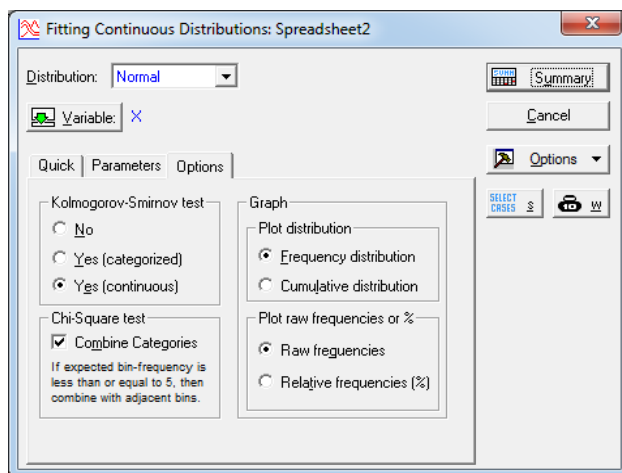 Fitting Continuous Distributions: Spreadsheet2
Distribution: Normal
Summary
Variable: X
Cancel
Quick Parameters Options
Options
Kolmogorov-Smirnov test
No
Yes (categorized)
Yes (continuous)
Graph
Plot distribution
Frequency distribution
Cumulative distribution
SELECT CASES S
W
Chi-Square test
Combine Categories
If expected bin-frequency is
less than or equal to 5, then
combine with adjacent bins.
Plot raw frequencies or %
Raw frequencies
Relative frequencies (%)